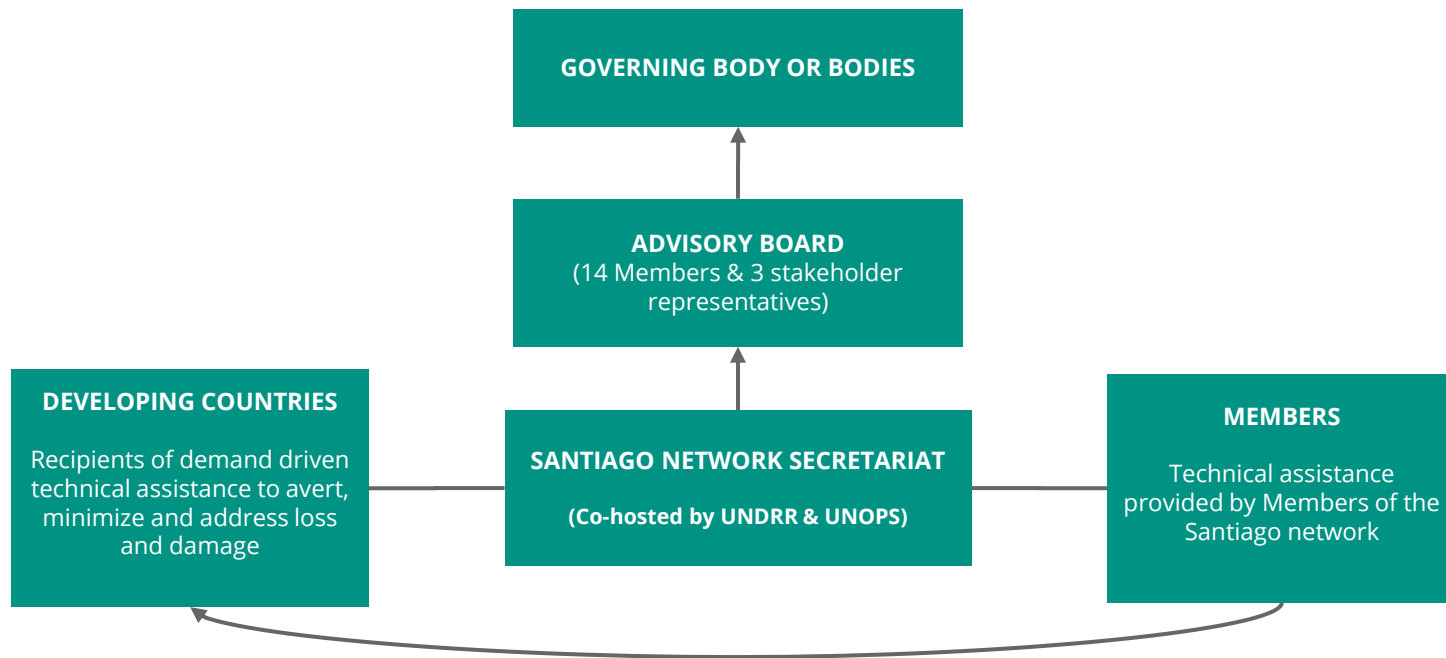 GOVERNING BODY OR BODIES
ADVISORY BOARD
(14 Members & 3 stakeholder
representatives)
DEVELOPING COUNTRIES
Recipients of demand driven
technical assistance to avert,
minimize and address loss
and damage
SANTIAGO NETWORK SECRETARIAT
(Co-hosted by UNDRR & UNOPS)
MEMBERS
Technical assistance
provided by Members of the
Santiago network